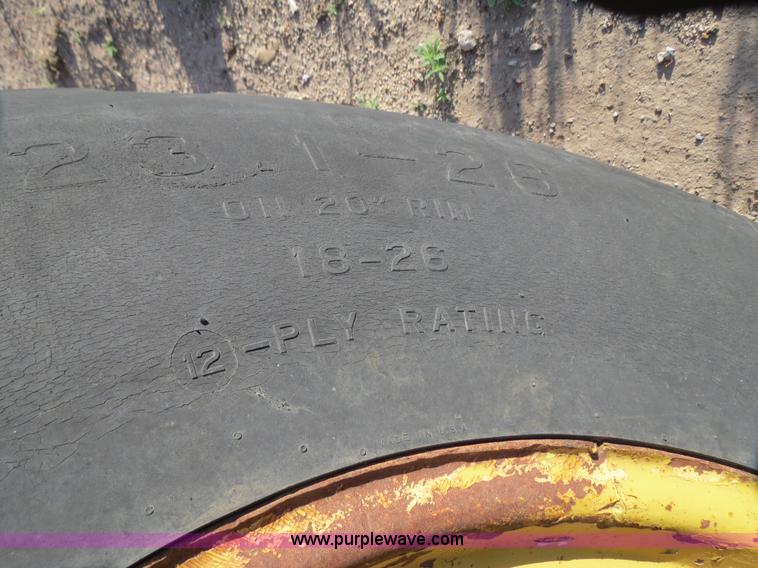 23.1-26
ON 20" RIM
18-26
12-PLY RATING
MADE IN U.S.A.
www.purplewave.com